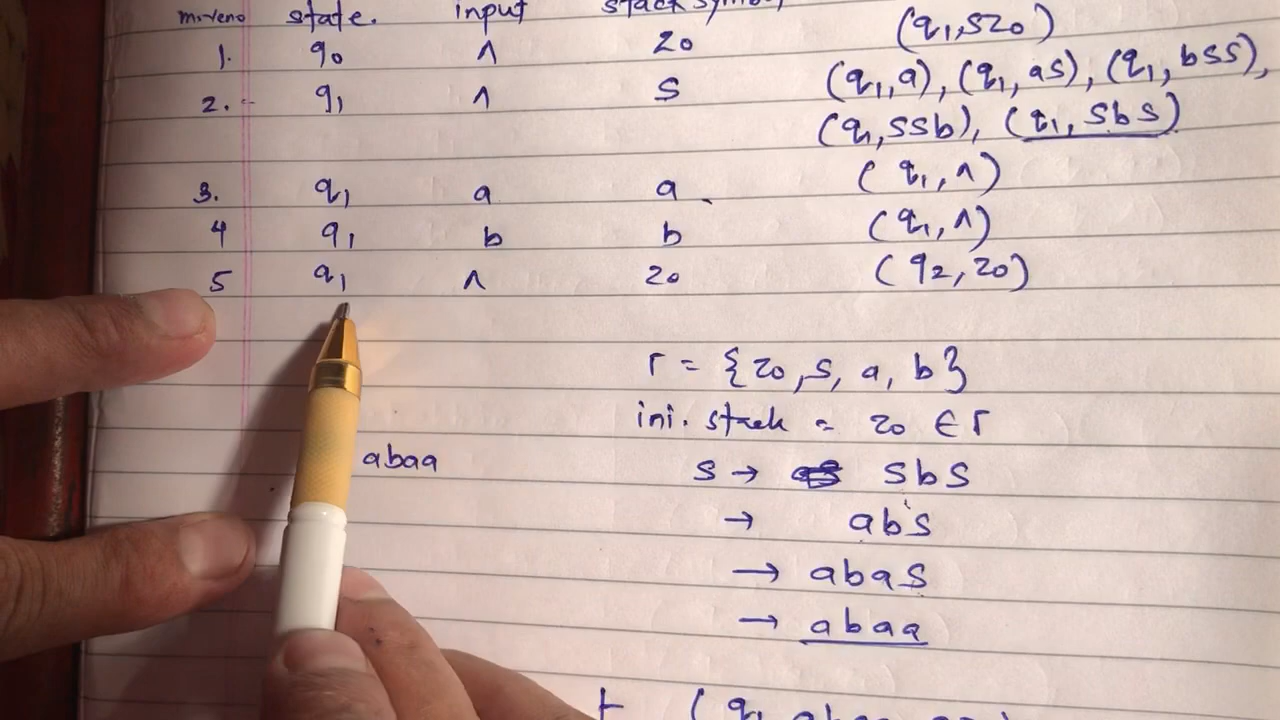 move no state. input stack symbol
1. q0 ^ z0 (q1, Sz0)
2. q1 ^ S (q1, a), (q1, aS), (q1, bSS),
(q1, SSb), (q1, SbS)
3. q1 a a (q1, ^)
4 q1 b b (q1, ^)
5 q1 ^ z0 (q2, z0)
Γ = {z0, S, a, b}
ini. stack = z0 ∈ Γ
abaa
S → SbS
→ abS
→ abaS
→ abaa
⊢ (q1, abaa,